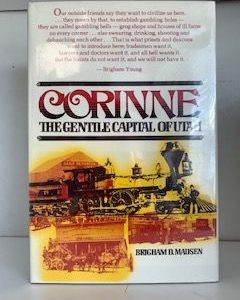 Our outside friends say they want to civilize us here.
...they mean by that, to establish gambling holes—
they are called gambling hells— grog shops and houses of ill fame
on every corner . . . also swearing, drinking, shooting and
debauching each other. . . . That is what priests and deacons
want to introduce here; tradesmen want it,
lawyers and doctors want it, and all hell wants it.
But the Saints do not want it, and we will not have it.
—Brigham Young
CORINNE
THE GENTILE CAPITAL OF UTAH
BRIGHAM D. MADSEN